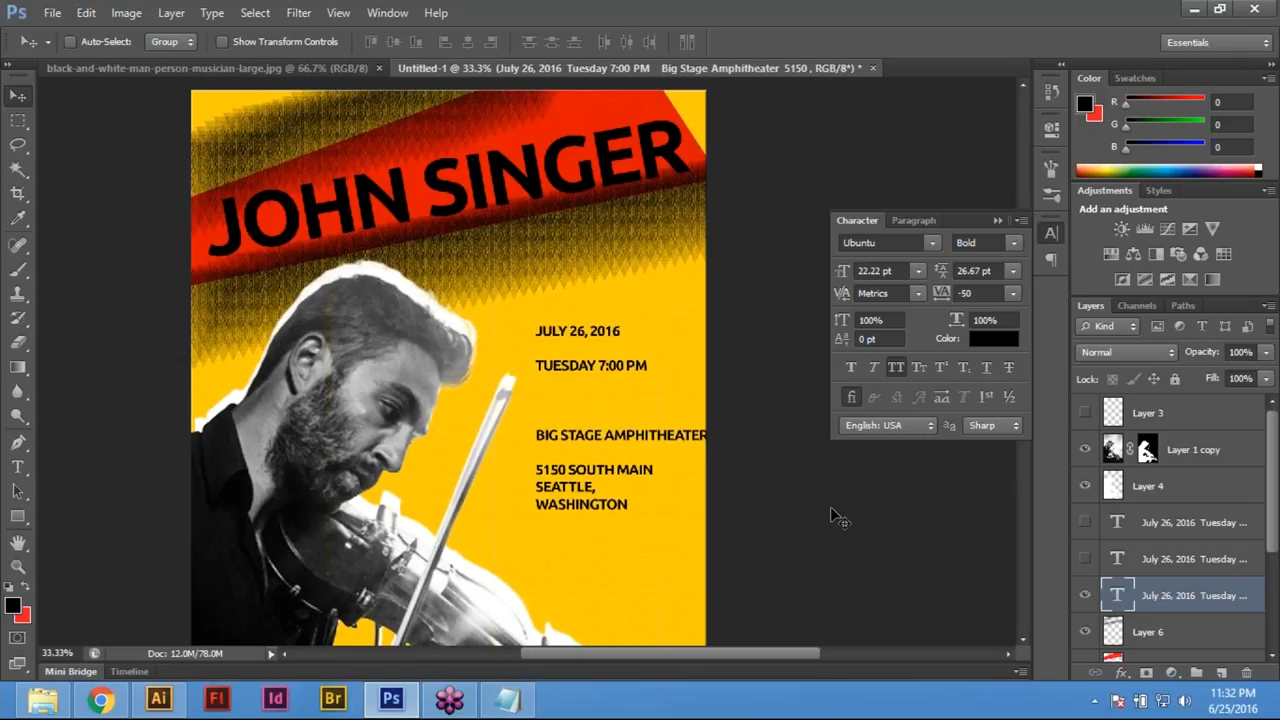 Ps File Edit Image Layer Type Select Filter View Window Help
Auto-Select: Group Show Transform Controls Essentials
black-and-white-man-person-musician-large.jpg @ 66.7% (RGB/8) × Untitled-1 @ 33.3% (July 26, 2016 Tuesday 7:00 PM Big Stage Amphitheater 5150 , RGB/8*) * ×
Color Swatches
R 0
G 0
B 0
Adjustments Styles
Add an adjustment
JOHN SINGER
JULY 26, 2016
TUESDAY 7:00 PM
BIG STAGE AMPHITHEATER
5150 SOUTH MAIN
SEATTLE,
WASHINGTON
Character Paragraph
Ubuntu Bold
22.22 pt 26.67 pt
Metrics -50
100% 100%
0 pt Color:
English: USA Sharp
Layers Channels Paths
Kind
Normal Opacity: 100%
Lock: Fill: 100%
Layer 3
Layer 1 copy
Layer 4
July 26, 2016 Tuesday ...
July 26, 2016 Tuesday ...
July 26, 2016 Tuesday ...
Layer 6
33.33% Doc: 12.0M/78.0M
Mini Bridge Timeline
Ai Fl Id Br Ps
11:32 PM
6/25/2016